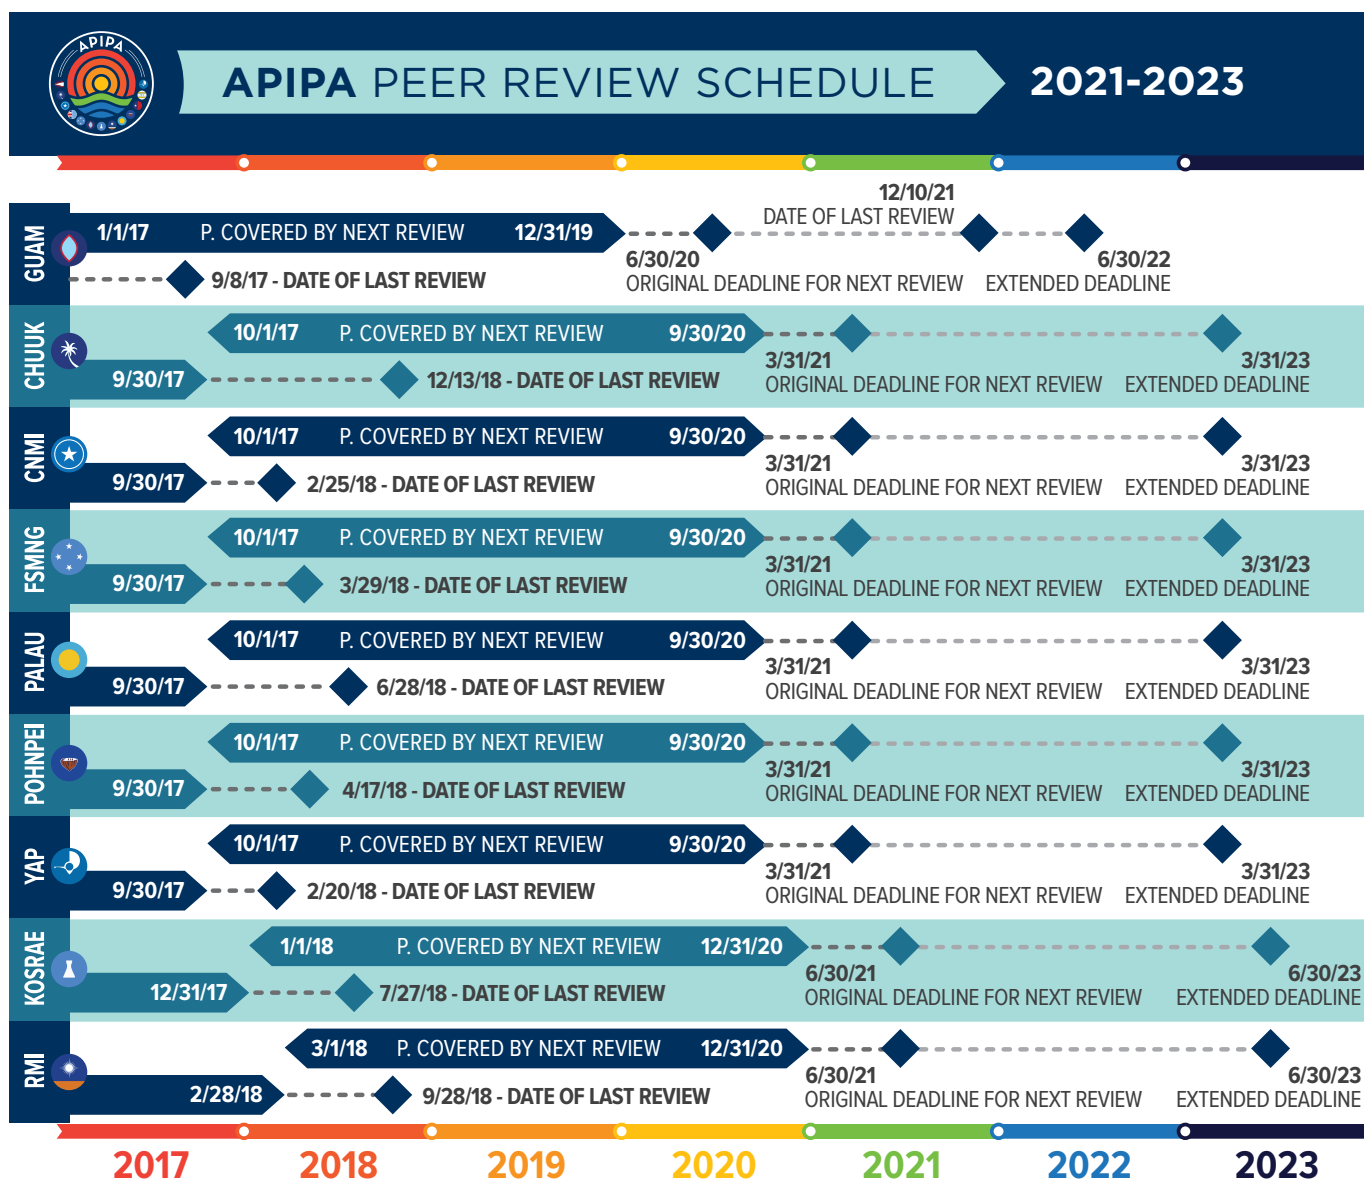 APIPA
APIPA PEER REVIEW SCHEDULE
2021-2023
GUAM
1/1/17 P. COVERED BY NEXT REVIEW 12/31/19
12/10/21
DATE OF LAST REVIEW
6/30/20
ORIGINAL DEADLINE FOR NEXT REVIEW
6/30/22
EXTENDED DEADLINE
9/8/17 - DATE OF LAST REVIEW
CHUUK
10/1/17 P. COVERED BY NEXT REVIEW 9/30/20
3/31/21
ORIGINAL DEADLINE FOR NEXT REVIEW
3/31/23
EXTENDED DEADLINE
9/30/17
12/13/18 - DATE OF LAST REVIEW
CNMI
10/1/17 P. COVERED BY NEXT REVIEW 9/30/20
3/31/21
ORIGINAL DEADLINE FOR NEXT REVIEW
3/31/23
EXTENDED DEADLINE
9/30/17
2/25/18 - DATE OF LAST REVIEW
FSMNG
10/1/17 P. COVERED BY NEXT REVIEW 9/30/20
3/31/21
ORIGINAL DEADLINE FOR NEXT REVIEW
3/31/23
EXTENDED DEADLINE
9/30/17
3/29/18 - DATE OF LAST REVIEW
PALAU
10/1/17 P. COVERED BY NEXT REVIEW 9/30/20
3/31/21
ORIGINAL DEADLINE FOR NEXT REVIEW
3/31/23
EXTENDED DEADLINE
9/30/17
6/28/18 - DATE OF LAST REVIEW
POHNPEI
10/1/17 P. COVERED BY NEXT REVIEW 9/30/20
3/31/21
ORIGINAL DEADLINE FOR NEXT REVIEW
3/31/23
EXTENDED DEADLINE
9/30/17
4/17/18 - DATE OF LAST REVIEW
YAP
10/1/17 P. COVERED BY NEXT REVIEW 9/30/20
3/31/21
ORIGINAL DEADLINE FOR NEXT REVIEW
3/31/23
EXTENDED DEADLINE
9/30/17
2/20/18 - DATE OF LAST REVIEW
KOSRAE
1/1/18 P. COVERED BY NEXT REVIEW 12/31/20
6/30/21
ORIGINAL DEADLINE FOR NEXT REVIEW
6/30/23
EXTENDED DEADLINE
12/31/17
7/27/18 - DATE OF LAST REVIEW
RMI
3/1/18 P. COVERED BY NEXT REVIEW 12/31/20
6/30/21
ORIGINAL DEADLINE FOR NEXT REVIEW
6/30/23
EXTENDED DEADLINE
2/28/18
9/28/18 - DATE OF LAST REVIEW
2017 2018 2019 2020 2021 2022 2023